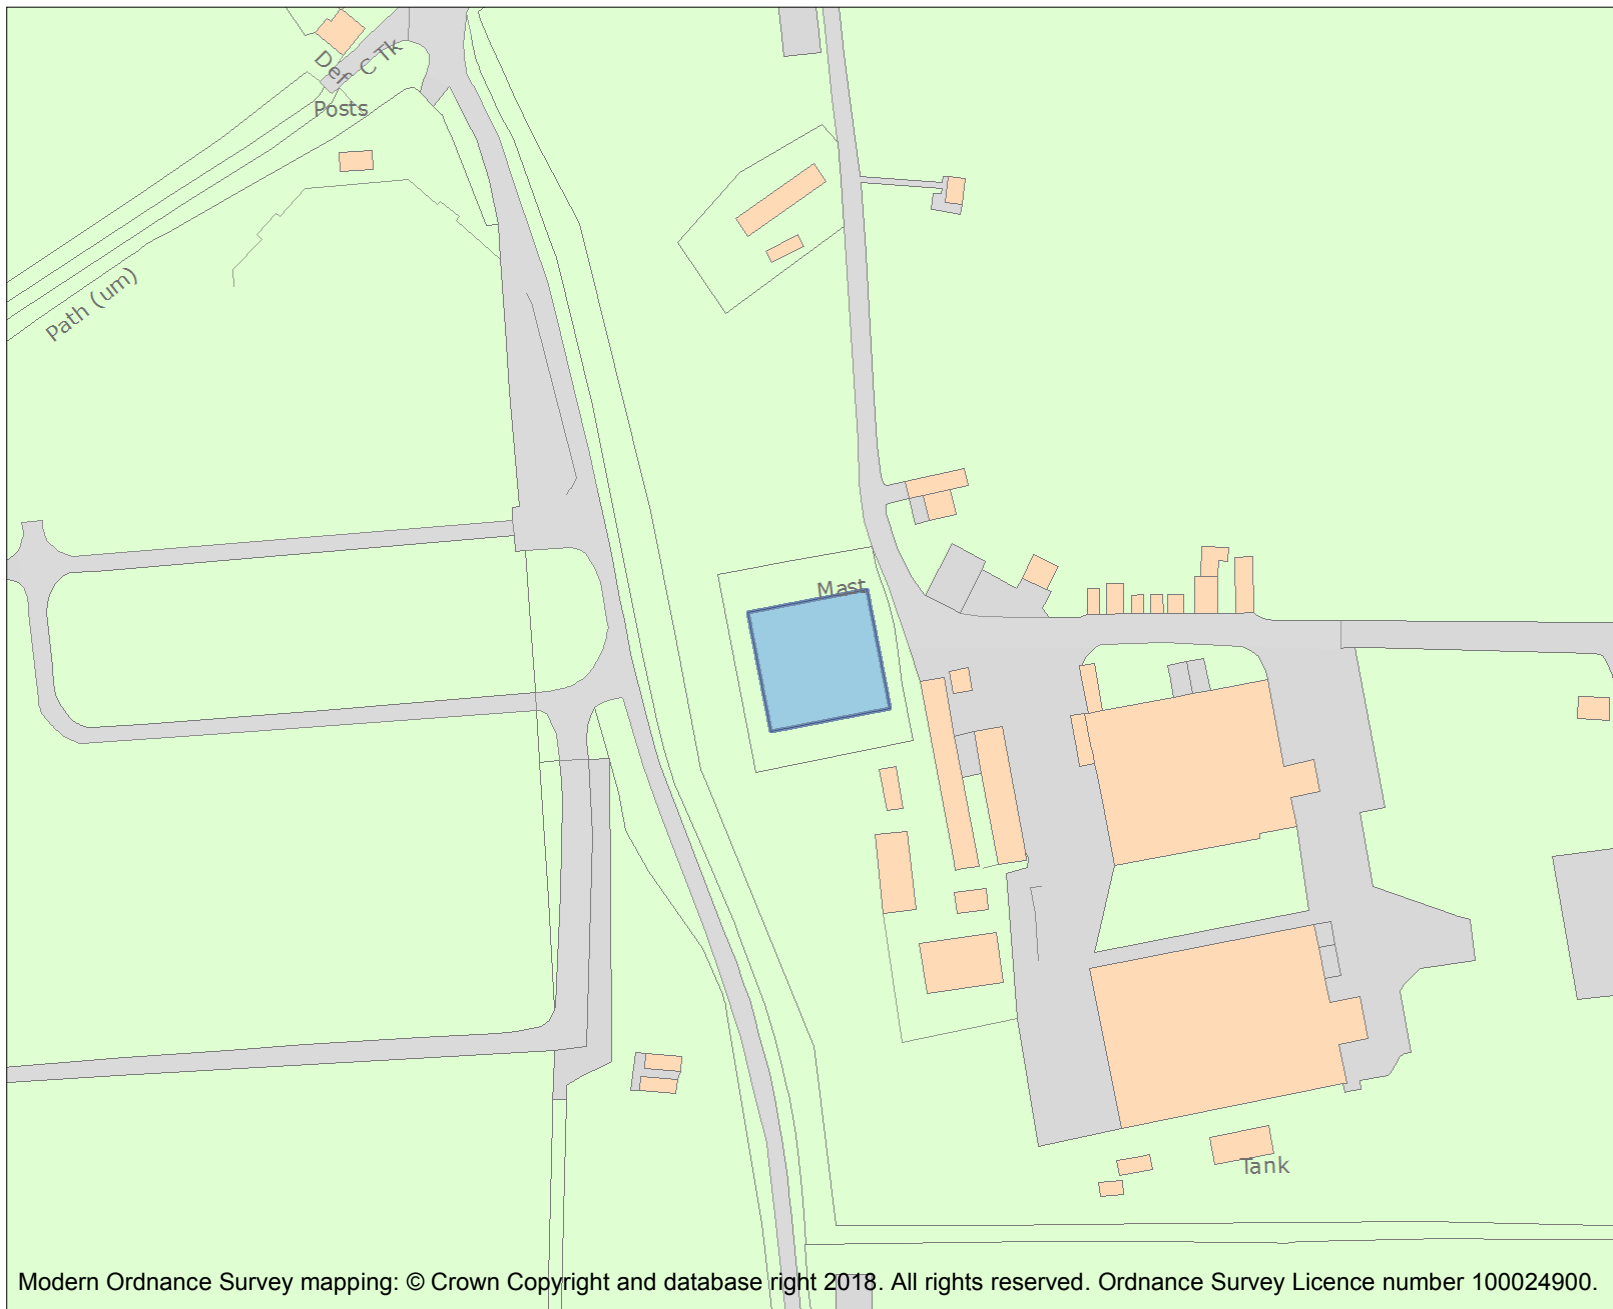 Def
C Tk
Posts
Path (um)
Mast
Tank
Modern Ordnance Survey mapping: © Crown Copyright and database right 2018. All rights reserved. Ordnance Survey Licence number 100024900.